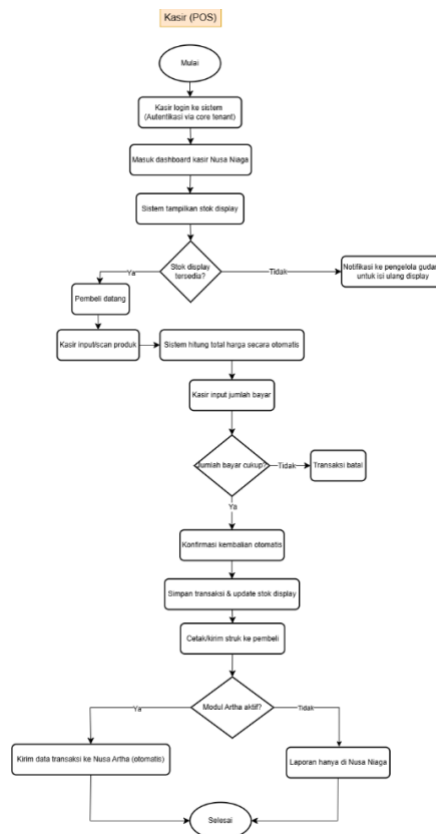 Kasir (POS)
Mulai
Kasir login ke sistem
(Autentikasi via core tenant)
Masuk dashboard kasir Nusa Niaga
Sistem tampilkan stok display
Stok display
tersedia?
Ya
Tidak
Notifikasi ke pengelola gudan
untuk isi ulang display
Pembeli datang
Kasir input/scan produk
Sistem hitung total harga secara otomatis
Kasir input jumlah bayar
Jumlah bayar cukup?
Tidak
Transaksi batal
Ya
Konfirmasi kembalian otomatis
Simpan transaksi & update stok display
Cetak/kirim struk ke pembeli
Modul Artha aktif?
Ya
Tidak
Kirim data transaksi ke Nusa Artha (otomatis)
Laporan hanya di Nusa Niaga
Selesai